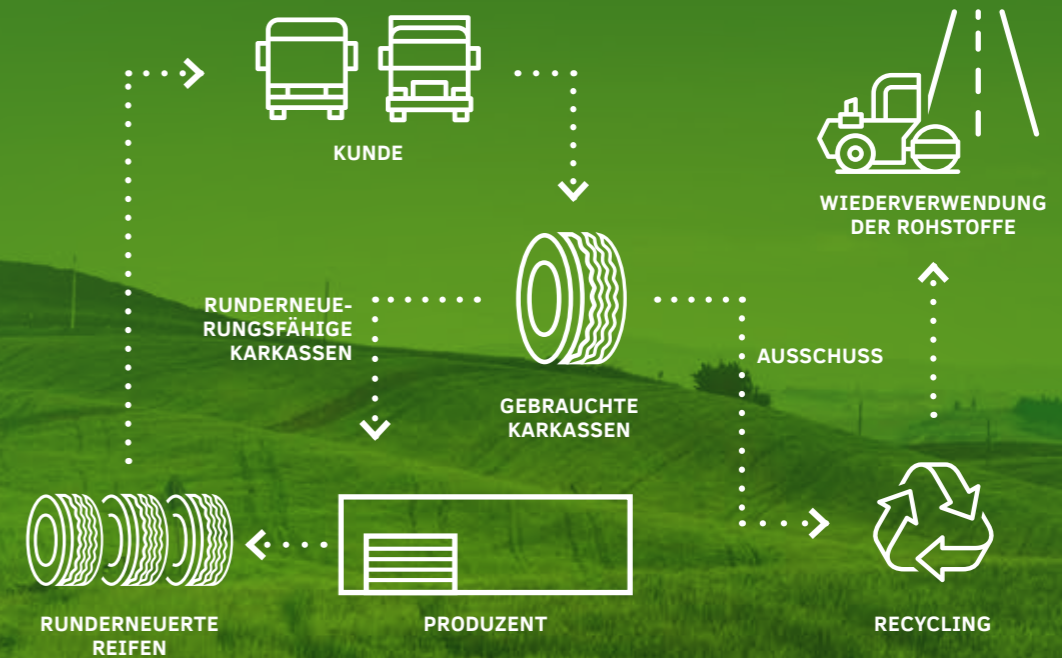 KUNDE
WIEDERVERWENDUNG
DER ROHSTOFFE
RUNDERNEUE-
RUNGSFÄHIGE
KARKASSEN
AUSSCHUSS
GEBRAUCHTE
KARKASSEN
RUNDERNEUERTE
REIFEN
PRODUZENT
RECYCLING